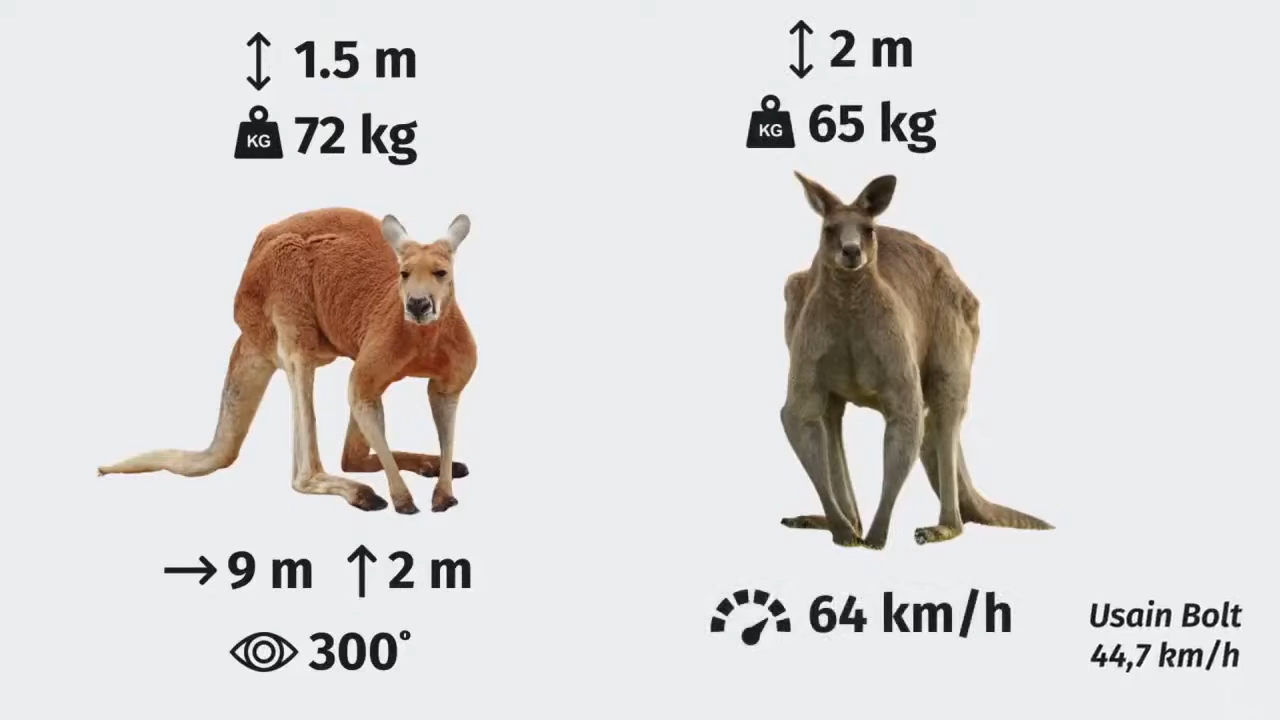 1.5 m
KG 72 kg
2 m
KG 65 kg
9 m 2 m
300°
64 km/h
Usain Bolt
44,7 km/h